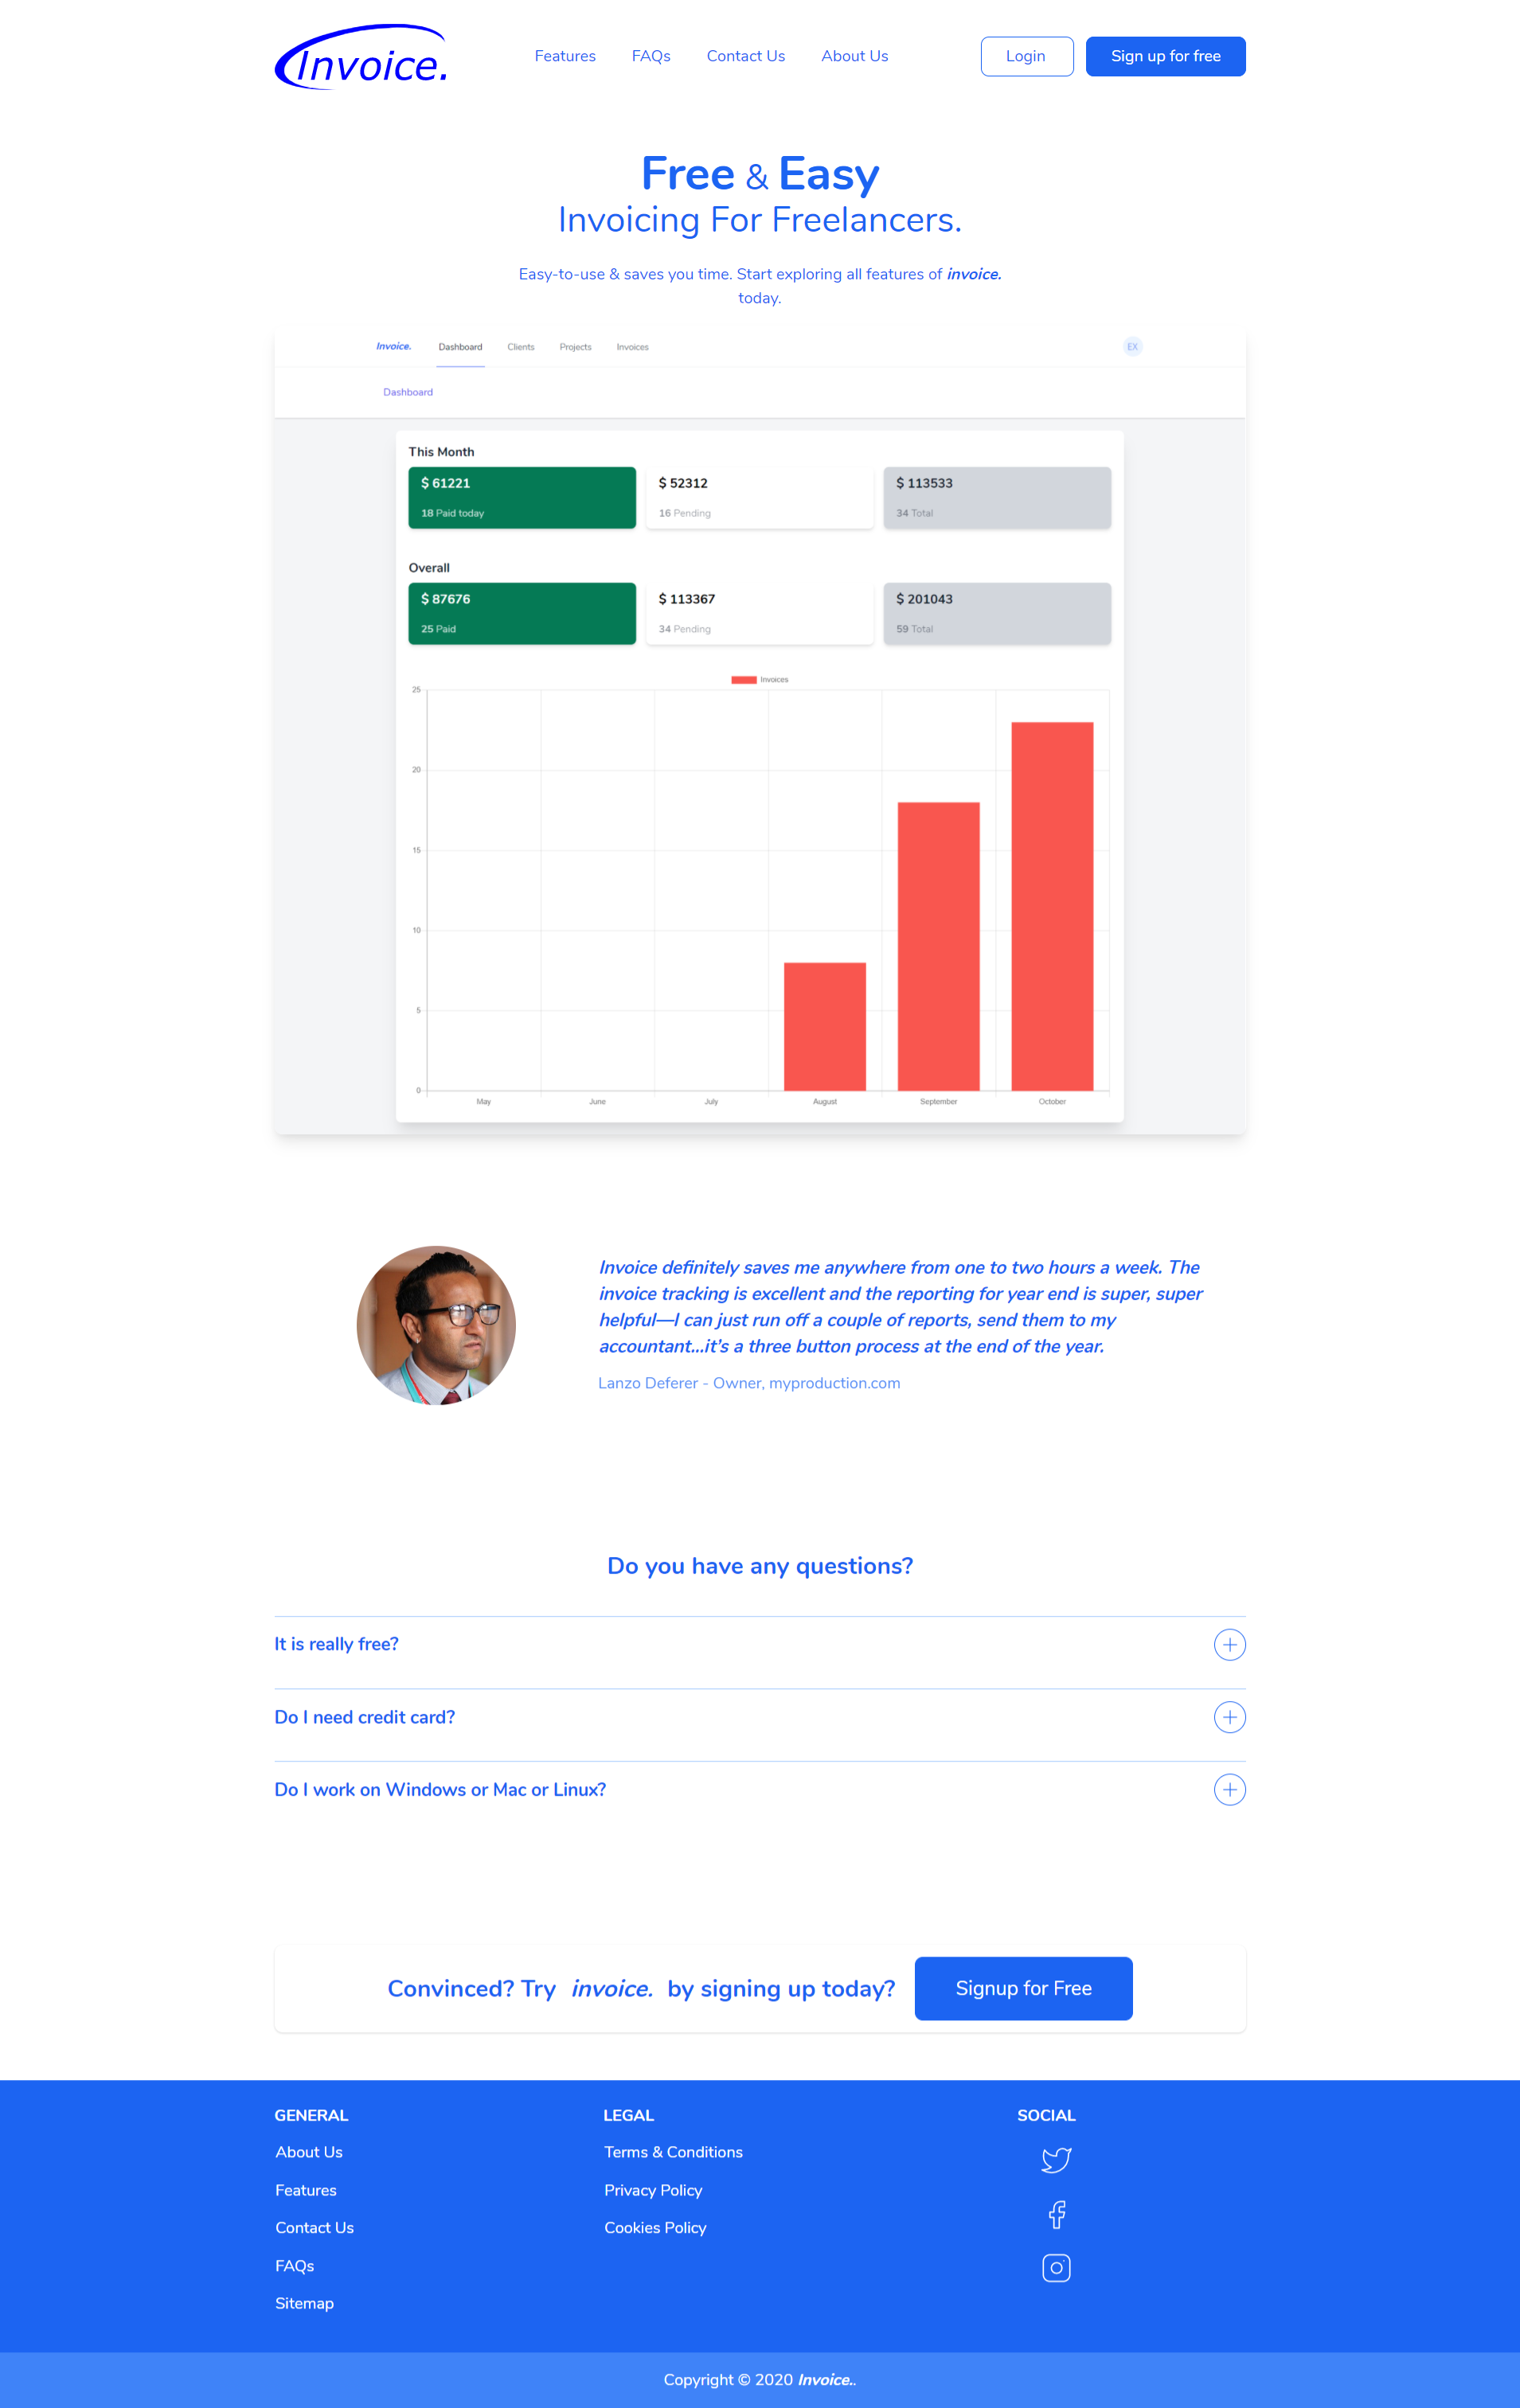 Invoice.
Features FAQs Contact Us About Us
Login Sign up for free
Free & Easy
Invoicing For Freelancers.
Easy-to-use & saves you time. Start exploring all features of invoice.
today.
Invoice. Dashboard Clients Projects Invoices EX
Dashboard
This Month
$ 61221 $ 52312 $ 113533
18 Paid today 16 Pending 34 Total
Overall
$ 87676 $ 113367 $ 201043
25 Paid 34 Pending 59 Total
Invoices
25
20
15
10
5
0
May June July August September October
Invoice definitely saves me anywhere from one to two hours a week. The
invoice tracking is excellent and the reporting for year end is super, super
helpful—I can just run off a couple of reports, send them to my
accountant...it's a three button process at the end of the year.
Lanzo Deferer - Owner, myproduction.com
Do you have any questions?
It is really free?
Do I need credit card?
Do I work on Windows or Mac or Linux?
Convinced? Try invoice. by signing up today? Signup for Free
GENERAL LEGAL SOCIAL
About Us Terms & Conditions
Features Privacy Policy
Contact Us Cookies Policy
FAQs
Sitemap
Copyright © 2020 Invoice..